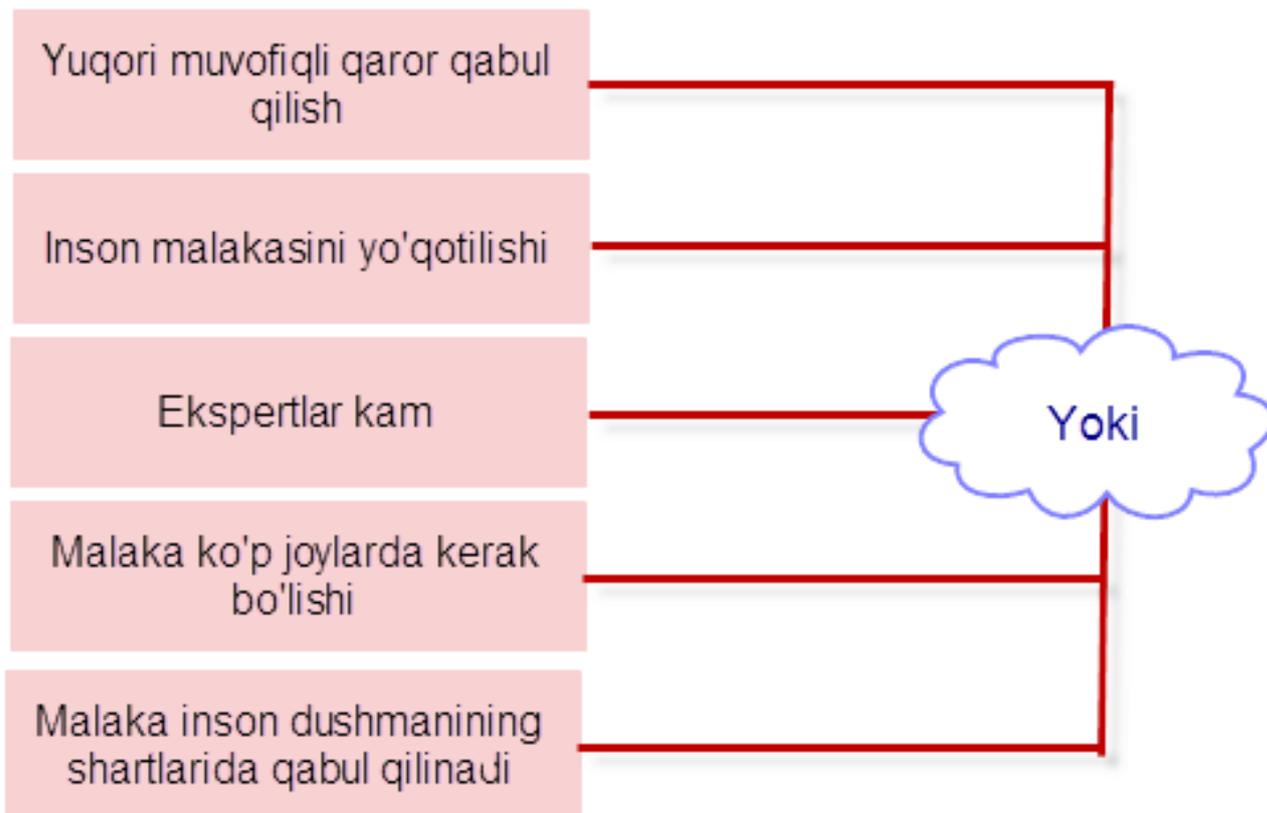 Yuqori muvofiqli qaror qabul
qilish
Inson malakasini yo'qotilishi
Ekspertlar kam
Yoki
Malaka ko'p joylarda kerak
bo'lishi
Malaka inson dushmanining
shartlarida qabul qilinadi